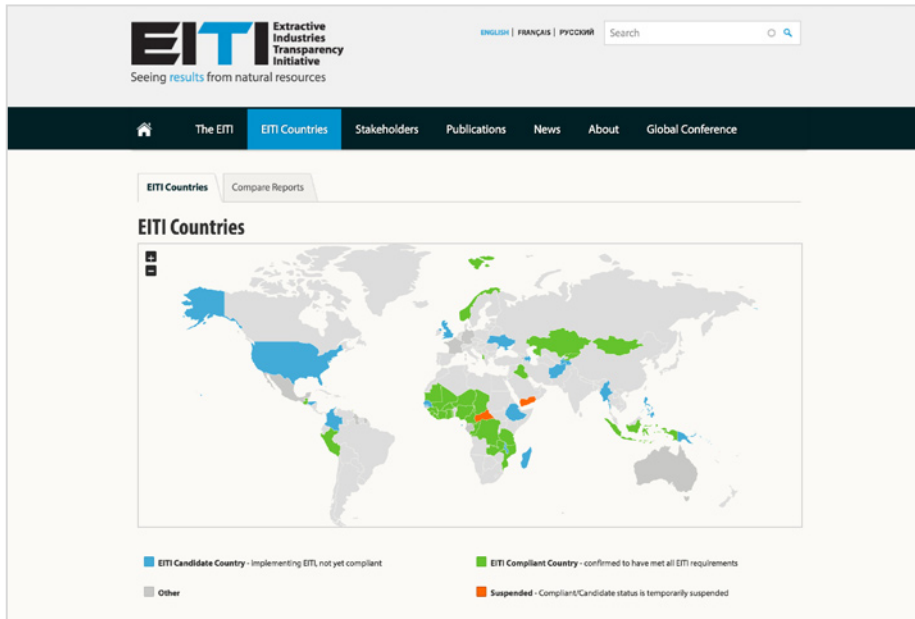 EITI
Extractive
Industries
Transparency
Initiative
Seeing results from natural resources
ENGLISH | FRANÇAIS | РУССКИЙ
Search
The EITI EITI Countries Stakeholders Publications News About Global Conference
EITI Countries Compare Reports
EITI Countries
+
-
EITI Candidate Country - Implementing EITI, not yet compliant
EITI Compliant Country - confirmed to have met all EITI requirements
Other
Suspended - Compliant/Candidate status is temporarily suspended